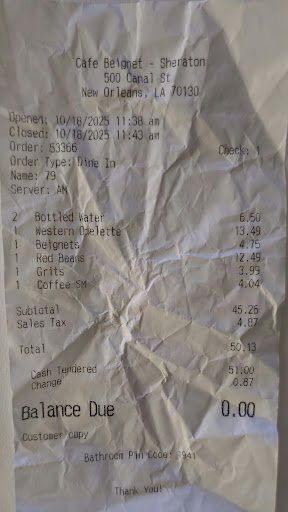 Cafe Beignet - Sheraton
500 Canal St
New Orleans, LA 70130
Opened: 10/18/2025 11:38 am
Closed: 10/18/2025 11:43 am
Order: 53366 Check: 1
Order Type: Dine In
Name: 79
Server: AM
2 Bottled Water 6.50
1 Western Omelette 13.49
1 Beignets 4.75
1 Red Beans 12.49
1 Grits 3.99
1 Coffee SM 4.04
Subtotal 45.26
Sales Tax 4.87
Total 50.13
Cash Tendered 51.00
Change 0.87
Balance Due 0.00
Customer copy
Bathroom Pin Code: 1941
Thank You!